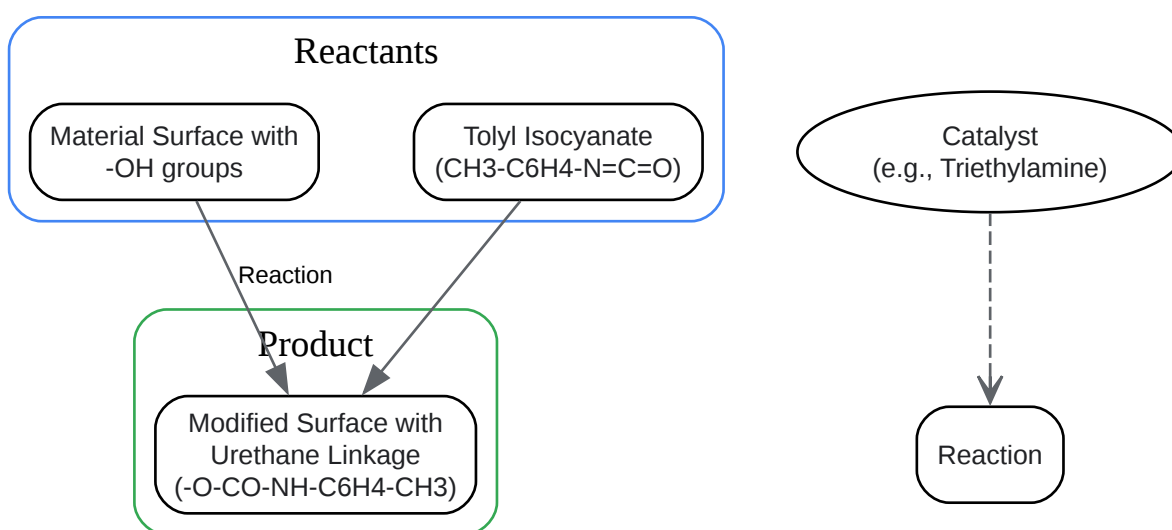 Reactants
Material Surface with
-OH groups
Tolyl Isocyanate
(CH3-C6H4-N=C=O)
Catalyst
(e.g., Triethylamine)
Reaction
Product
Modified Surface with
Urethane Linkage
(-O-CO-NH-C6H4-CH3)
Reaction